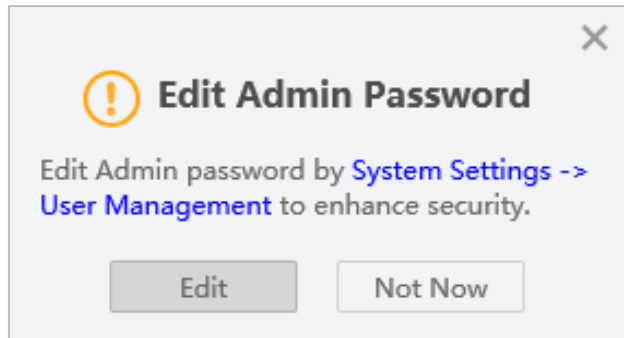 Edit Admin Password
Edit Admin password by System Settings ->
User Management to enhance security.
Edit
Not Now